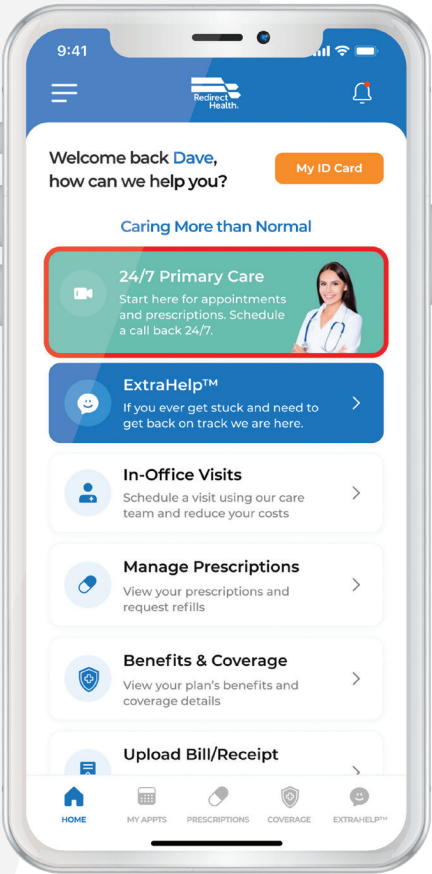 9:41
Redirect
Health.
Welcome back Dave,
how can we help you?
My ID Card
Caring More than Normal
24/7 Primary Care
Start here for appointments
and prescriptions. Schedule
a call back 24/7.
ExtraHelp™
If you ever get stuck and need to
get back on track we are here.
In-Office Visits
Schedule a visit using our care
team and reduce your costs
Manage Prescriptions
View your prescriptions and
request refills
Benefits & Coverage
View your plan's benefits and
coverage details
Upload Bill/Receipt
HOME
MY APPTS
PRESCRIPTIONS
COVERAGE
EXTRAHELP™